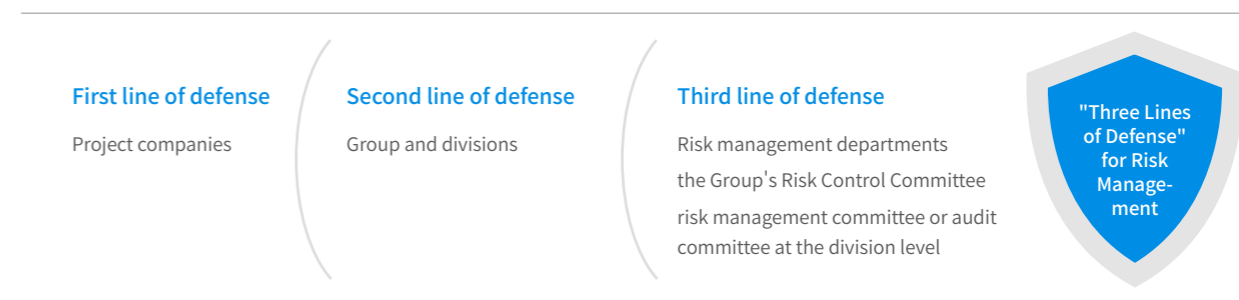 First line of defense
Project companies
Second line of defense
Group and divisions
Third line of defense
Risk management departments
the Group's Risk Control Committee
risk management committee or audit
committee at the division level
"Three Lines
of Defense"
for Risk
Manage-
ment